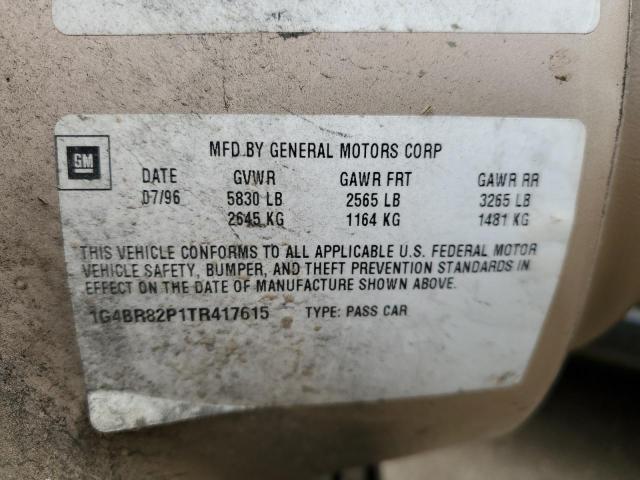 MFD.BY GENERAL MOTORS CORP
GM
DATE GVWR GAWR FRT GAWR RR
07/96 5830 LB 2565 LB 3265 LB
2645 KG 1164 KG 1481 KG
THIS VEHICLE CONFORMS TO ALL APPLICABLE U.S. FEDERAL MOTOR
VEHICLE SAFETY, BUMPER, AND THEFT PREVENTION STANDARDS IN
EFFECT ON THE DATE OF MANUFACTURE SHOWN ABOVE.
1G4BR82P1TR417615 TYPE: PASS CAR